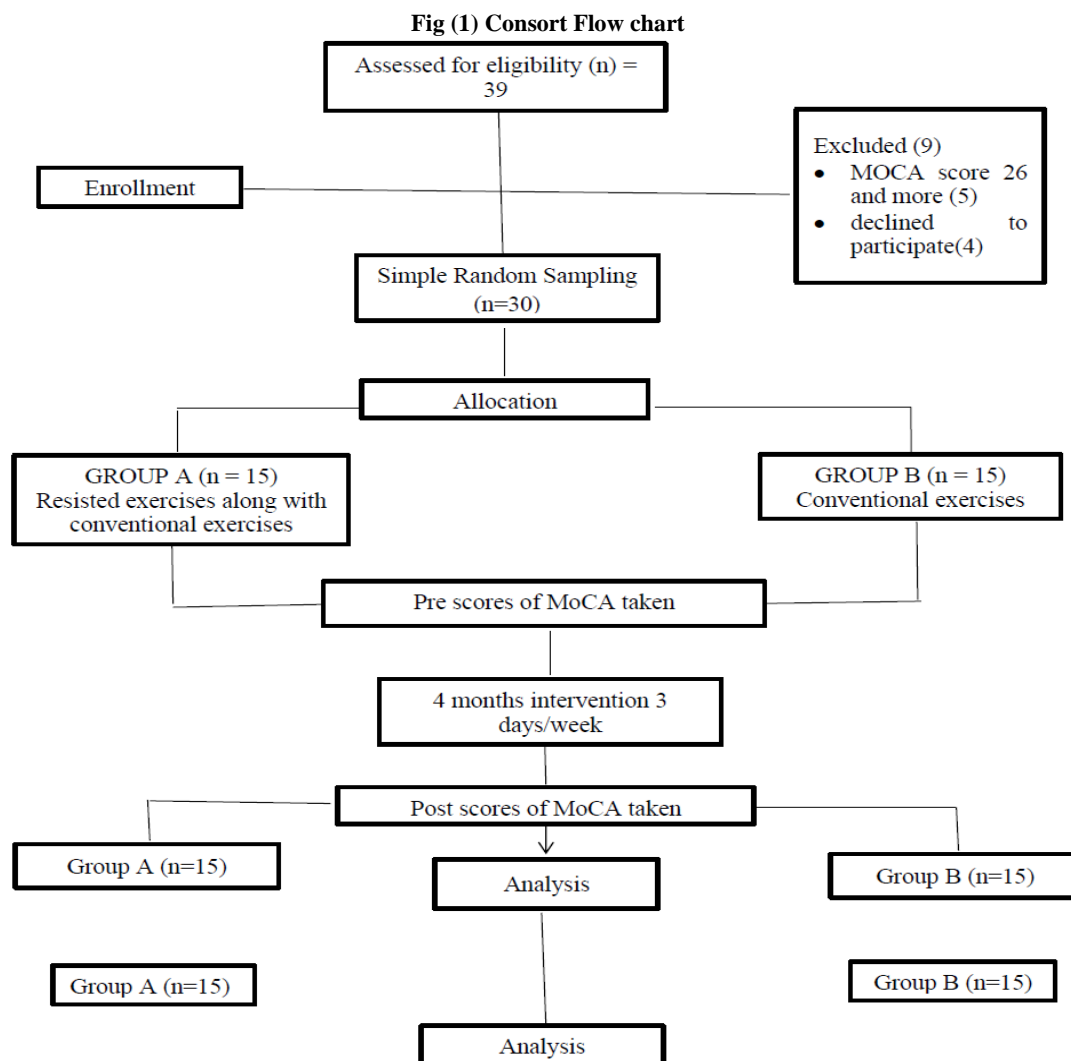 Fig (1) Consort Flow chart
Assessed for eligibility (n) =
39
Excluded (9)
● MOCA score 26
and more (5)
● declined to
participate(4)
Enrollment
Simple Random Sampling
(n=30)
Allocation
GROUP A (n = 15)
Resisted exercises along with
conventional exercises
GROUP B (n = 15)
Conventional exercises
Pre scores of MoCA taken
4 months intervention 3
days/week
Post scores of MoCA taken
Group A (n=15)
Analysis
Group B (n=15)
Group A (n=15)
Group B (n=15)
Analysis